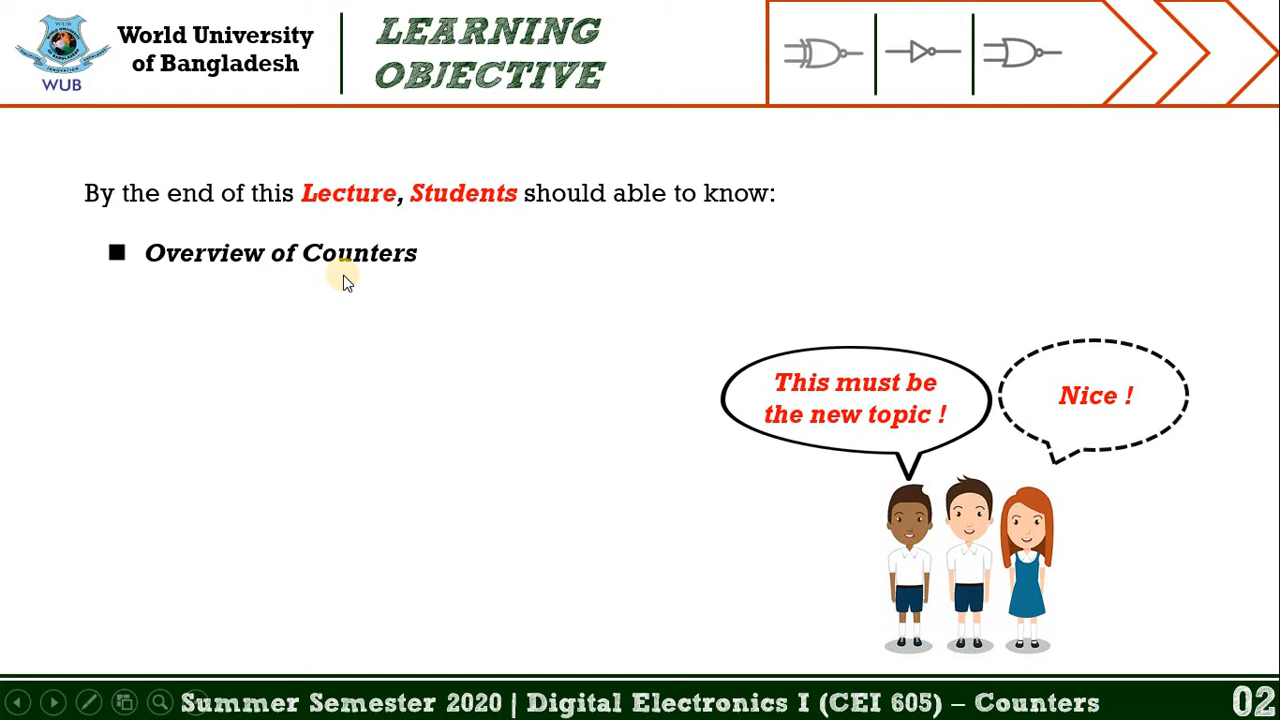 World University
of Bangladesh
WUB
LEARNING
OBJECTIVE
By the end of this Lecture, Students should able to know:
Overview of Counters
This must be
the new topic !
Nice !
Summer Semester 2020 | Digital Electronics I (CEI 605) – Counters
02